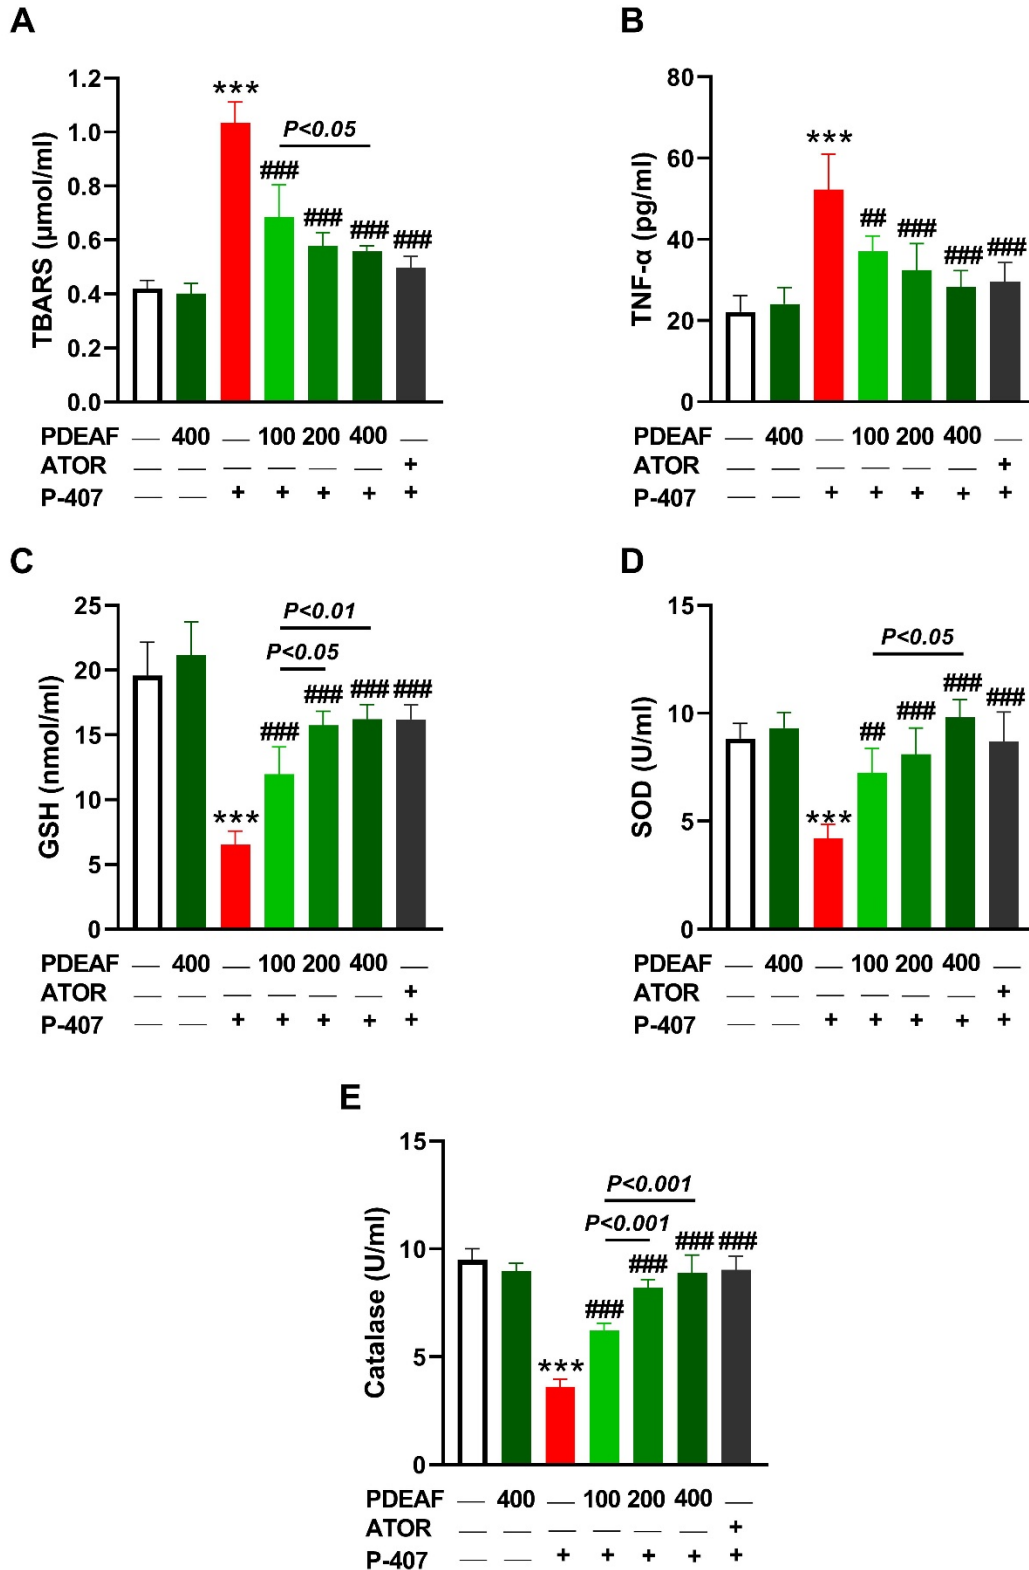 A
B
TBARS (µmol/ml)
1.2
1.0
0.8
0.6
0.4
0.2
0.0
***
P<0.05
###
###
###
###
PDEAF — 400 — 100 200 400 —
ATOR — — — — — — +
P-407 — — + + + + +
TNF-α (pg/ml)
80
60
40
20
0
***
##
###
###
###
PDEAF — 400 — 100 200 400 —
ATOR — — — — — — +
P-407 — — + + + + +
C
D
GSH (nmol/ml)
25
20
15
10
5
0
P<0.01
P<0.05
***
###
###
###
###
PDEAF — 400 — 100 200 400 —
ATOR — — — — — — +
P-407 — — + + + + +
SOD (U/ml)
15
10
5
0
P<0.05
***
##
###
###
###
PDEAF — 400 — 100 200 400 —
ATOR — — — — — — +
P-407 — — + + + + +
E
Catalase (U/ml)
15
10
5
0
P<0.001
P<0.001
***
###
###
###
###
PDEAF — 400 — 100 200 400 —
ATOR — — — — — — +
P-407 — — + + + + +